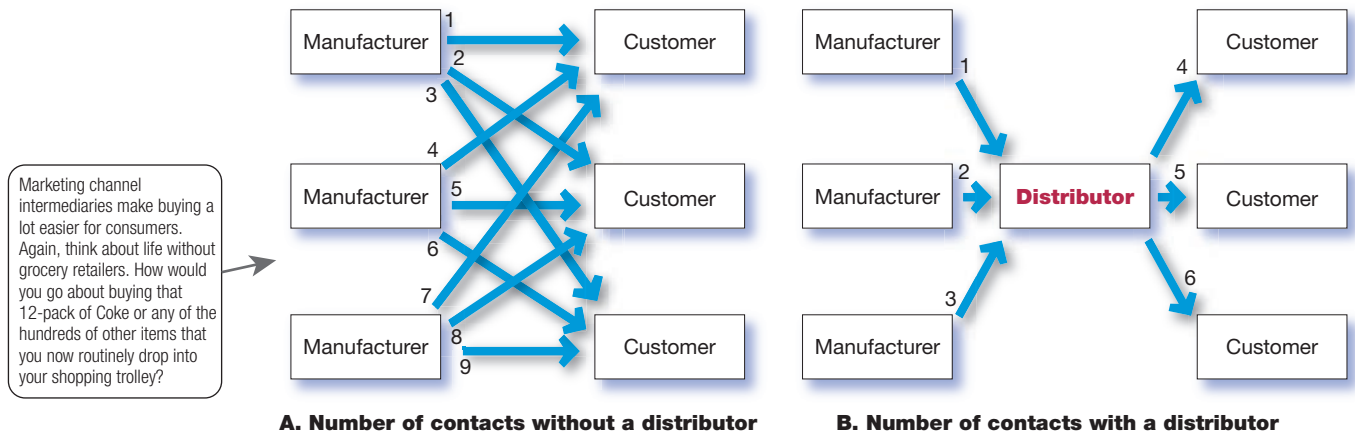 Marketing channel
intermediaries make buying a
lot easier for consumers.
Again, think about life without
grocery retailers. How would
you go about buying that
12-pack of Coke or any of the
hundreds of other items that
you now routinely drop into
your shopping trolley?
Manufacturer
1
2
3
Customer
Manufacturer
4
5
6
Customer
Manufacturer
7
8
9
Customer
A. Number of contacts without a distributor
Manufacturer
1
Manufacturer
2
Manufacturer
3
Distributor
4
Customer
5
Customer
6
Customer
B. Number of contacts with a distributor